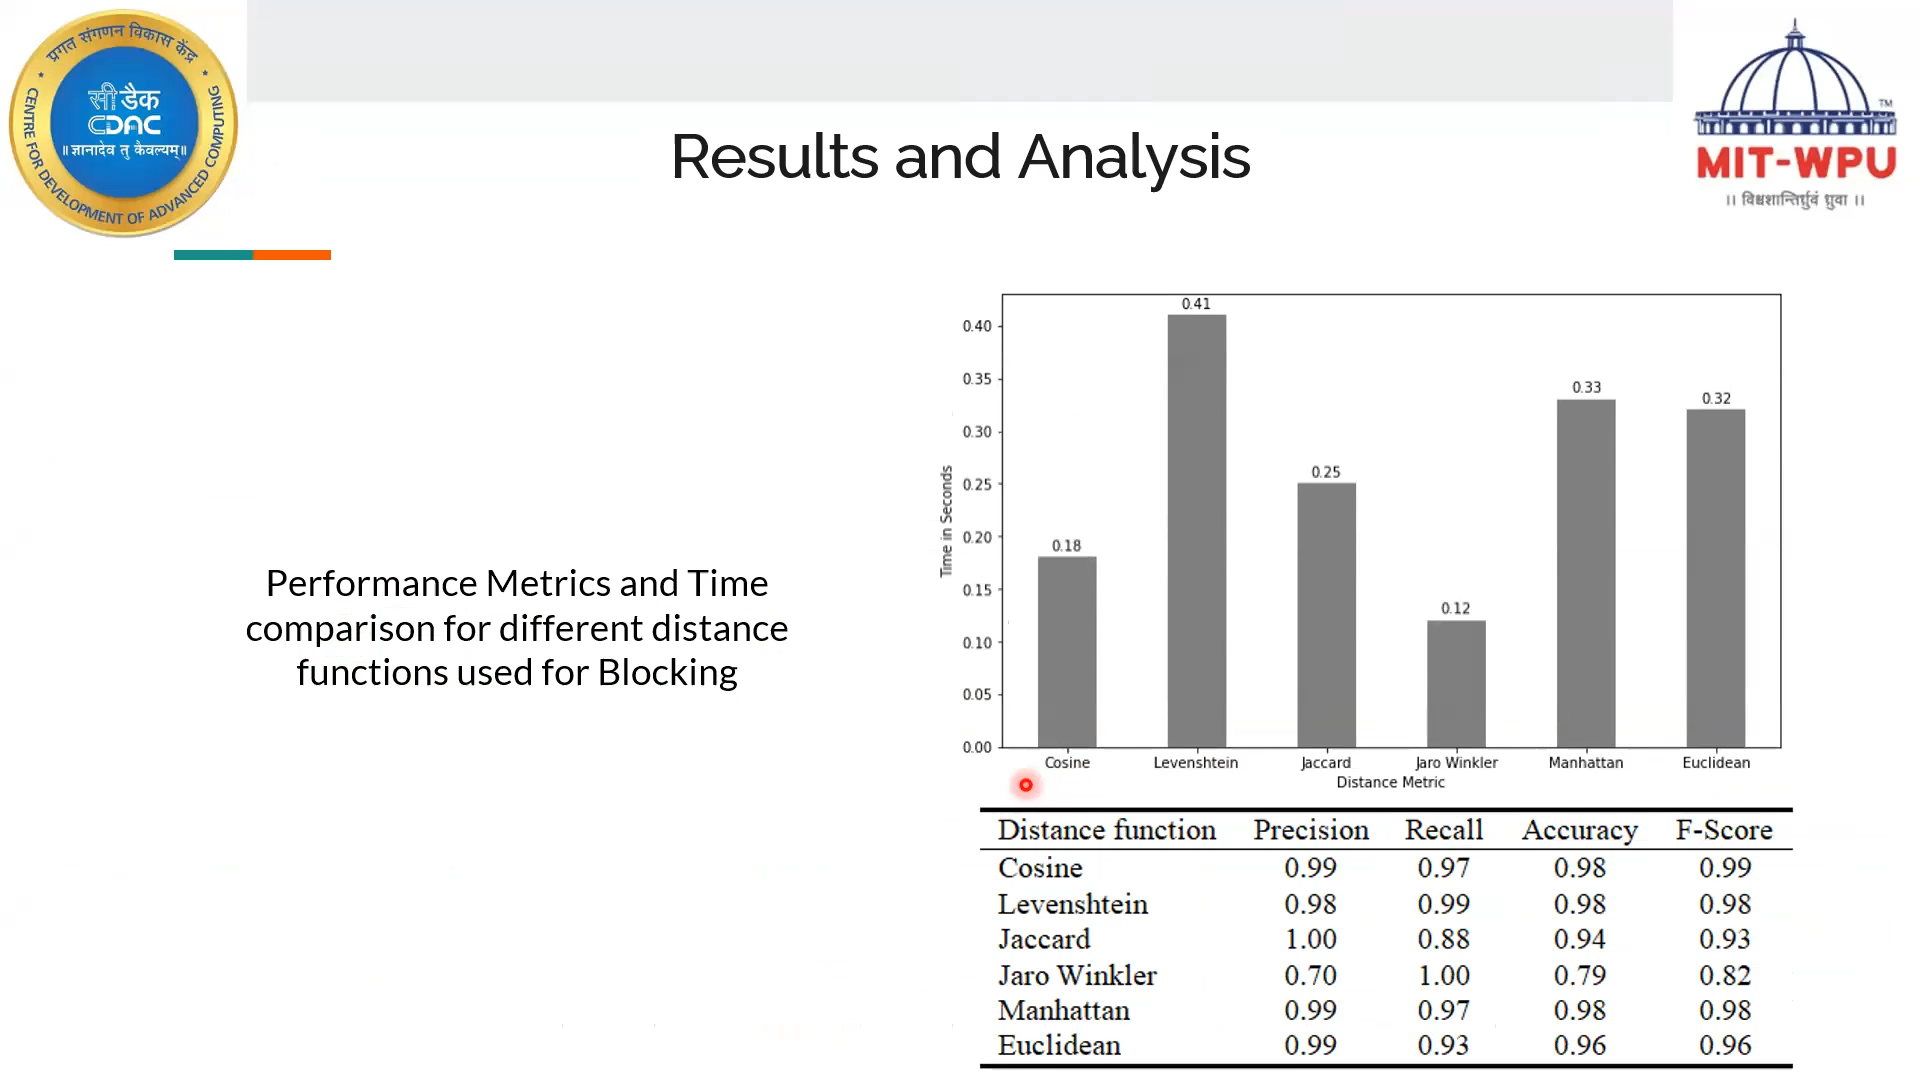 प्रगत संगणन विकास केंद्र
सी डैक
CDAC
॥ ज्ञानादेव तु कैवल्यम् ॥
CENTRE FOR DEVELOPMENT OF ADVANCED COMPUTING
Results and Analysis
TM
MIT-WPU
।। विश्वशान्तिर्ध्रुवं ध्रुवा ।।
Performance Metrics and Time
comparison for different distance
functions used for Blocking
Time in Seconds
0.40
0.35
0.30
0.25
0.20
0.15
0.10
0.05
0.00
0.18 0.41 0.25 0.12 0.33 0.32
Cosine Levenshtein Jaccard Jaro Winkler Manhattan Euclidean
Distance Metric
Distance function Precision Recall Accuracy F-Score
Cosine 0.99 0.97 0.98 0.99
Levenshtein 0.98 0.99 0.98 0.98
Jaccard 1.00 0.88 0.94 0.93
Jaro Winkler 0.70 1.00 0.79 0.82
Manhattan 0.99 0.97 0.98 0.98
Euclidean 0.99 0.93 0.96 0.96